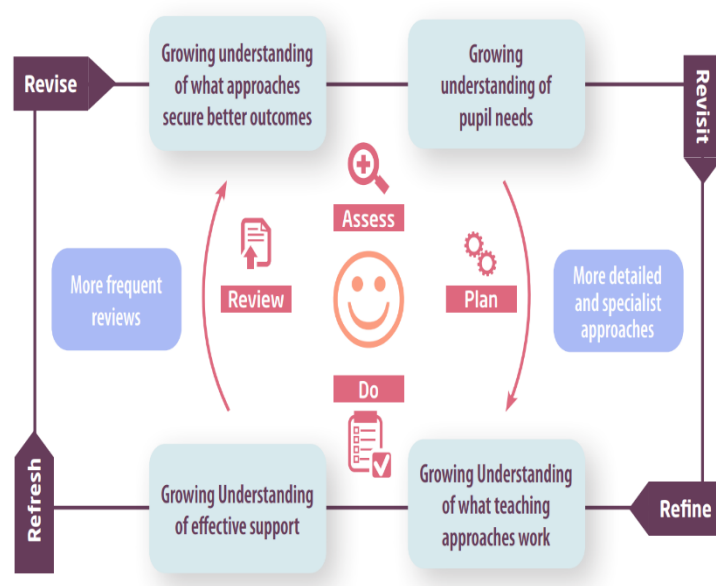 Growing understanding
of what approaches
secure better outcomes
Growing
understanding of
pupil needs
Revise
Revisit
Assess
More frequent
reviews
Review
Plan
More detailed
and specialist
approaches
Do
Refresh
Growing Understanding
of effective support
Growing Understanding
of what teaching
approaches work
Refine